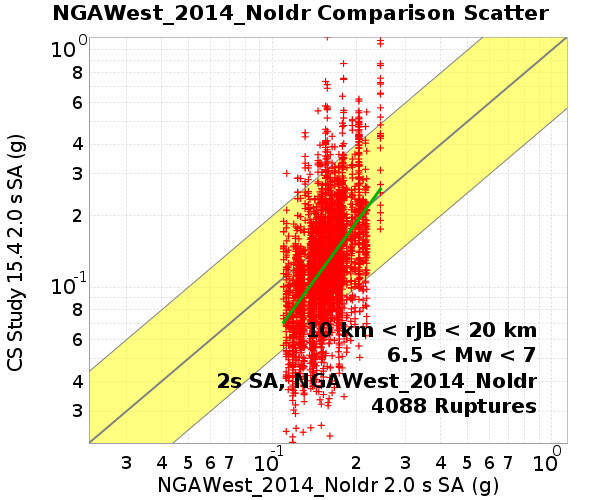 NGAWest_2014_NoIdr Comparison Scatter
10^0
8
6
4
3
2
10^-1
8
6
4
3
CS Study 15.4 2.0 s SA (g)
10 km < rJB < 20 km
6.5 < Mw < 7
2s SA, NGAWest_2014_NoIdr
4088 Ruptures
3 4 5 6 7 10^-1 2 3 4 5 6 7 10^0
NGAWest_2014_NoIdr 2.0 s SA (g)